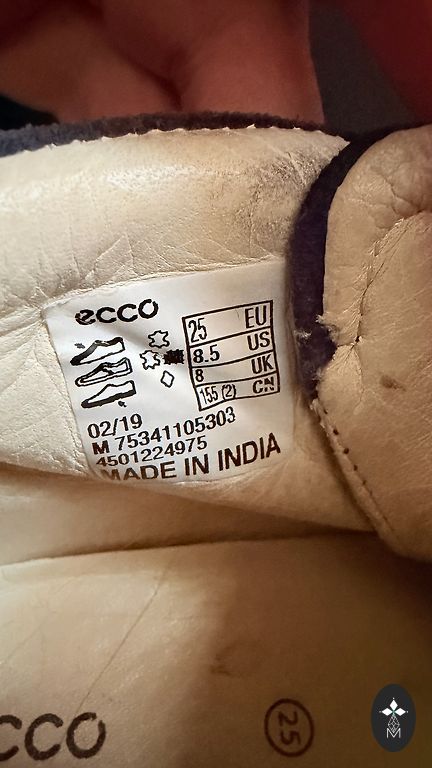 ecco
25 EU
8.5 US
8 UK
155 (2) CN
02/19
M 75341105303
4501224975
MADE IN INDIA
CCO
25
M